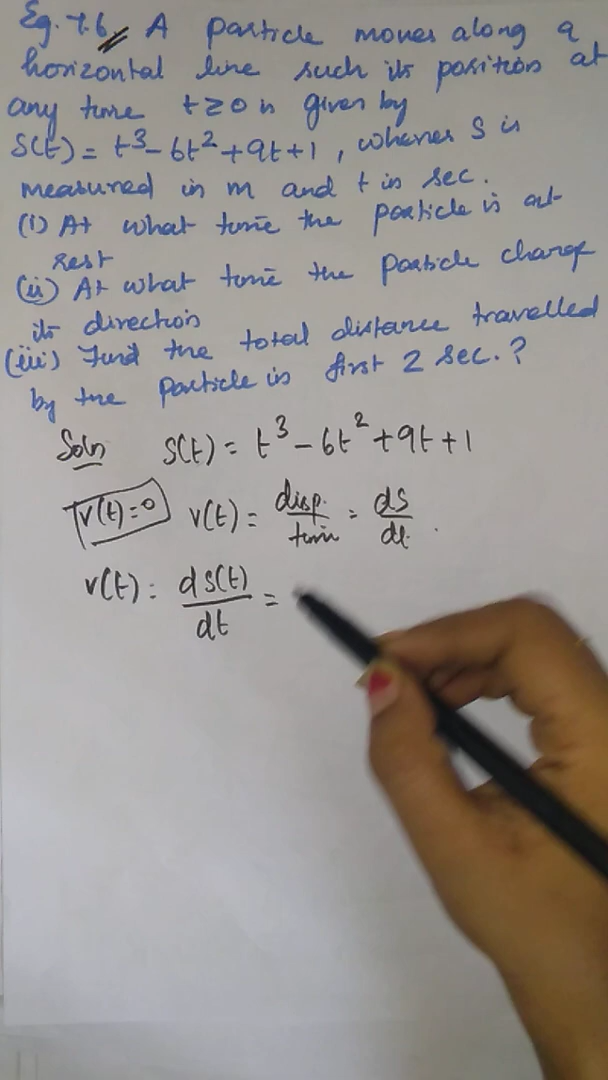 Eg. 7.6 A particle moves along a
horizontal line such its position at
any time t≥0 is given by
S(t) = t³ - 6t² + 9t + 1, where S is
measured in m and t in sec.
(i) At what time the particle is at
rest
(ii) At what time the particle change
its direction
(iii) Find the total distance travelled
by the particle in first 2 sec.?
Soln S(t) = t³ - 6t² + 9t + 1
v(t) = 0 v(t) = disp./time = ds/dt.
v(t) = ds(t)/dt =